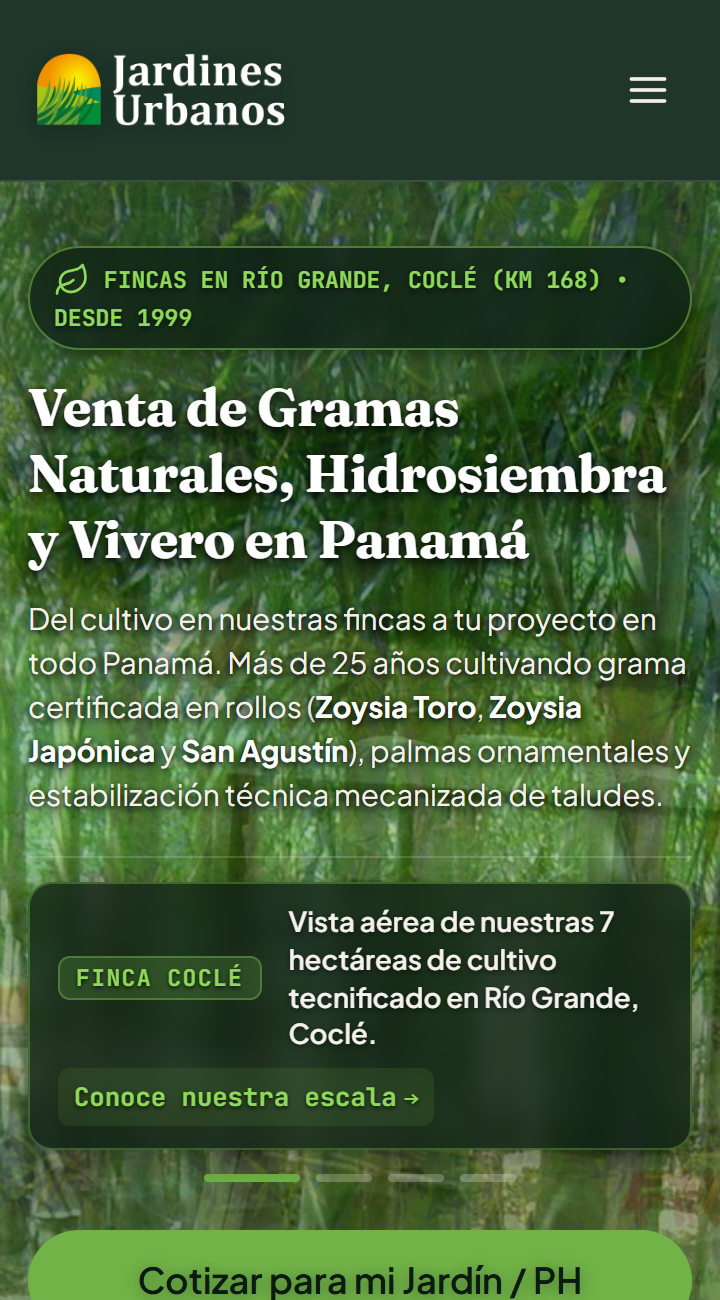 Jardines
Urbanos
FINCAS EN RÍO GRANDE, COCLÉ (KM 168) •
DESDE 1999
Venta de Gramas
Naturales, Hidrosiembra
y Vivero en Panamá
Del cultivo en nuestras fincas a tu proyecto en
todo Panamá. Más de 25 años cultivando grama
certificada en rollos (Zoysia Toro, Zoysia
Japónica y San Agustín), palmas ornamentales y
estabilización técnica mecanizada de taludes.
FINCA COCLÉ
Vista aérea de nuestras 7
hectáreas de cultivo
tecnificado en Río Grande,
Coclé.
Conoce nuestra escala →
Cotizar para mi Jardín / PH